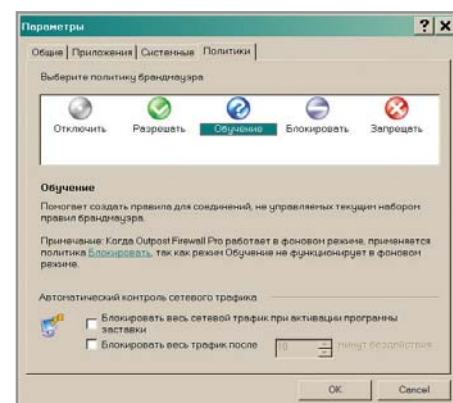 Параметры
Общие Приложения Системные Политики
Выберите политику брандмауэра
Отключить Разрешать Обучение Блокировать Запрещать
Обучение
Помогает создать правила для соединений, не управляемых текущим набором
правил брандмауэра.
Примечание: Когда Outpost Firewall Pro работает в фоновом режиме, применяется
политика Блокировать, так как режим Обучение не функционирует в фоновом
режиме.
Автоматический контроль сетевого трафика
Блокировать весь сетевой трафик при активации программы
заставки
Блокировать весь трафик после 10 минут бездействия
OK Cancel